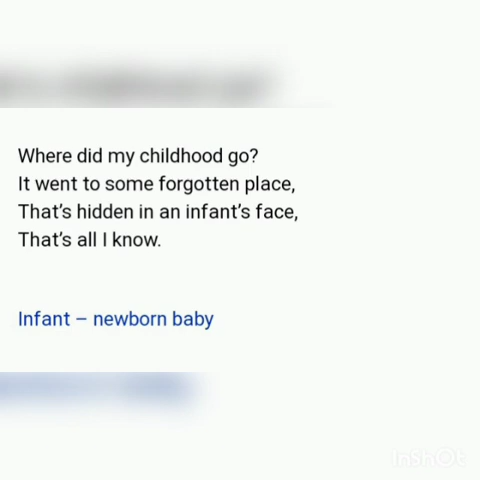 Where did my childhood go?
It went to some forgotten place,
That's hidden in an infant's face,
That's all I know.
Infant – newborn baby
InShOt